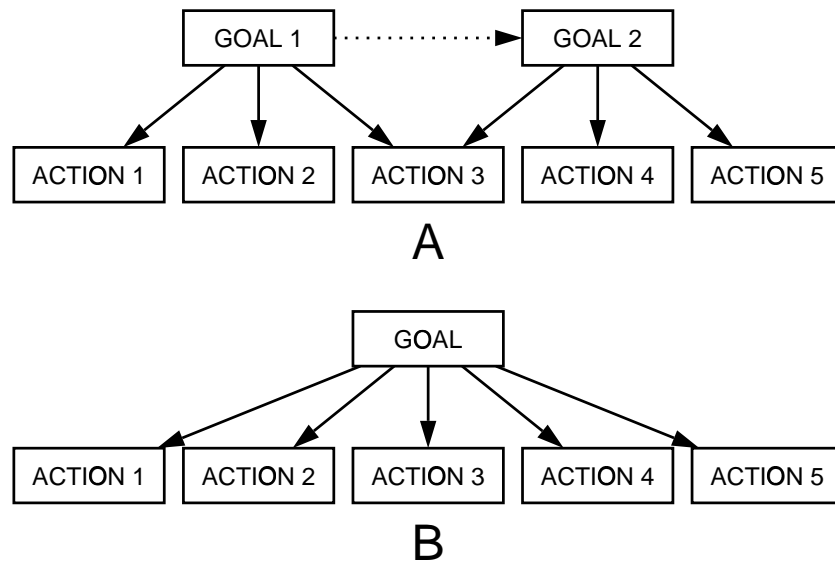 GOAL 1 GOAL 2
ACTION 1 ACTION 2 ACTION 3 ACTION 4 ACTION 5
A
GOAL
ACTION 1 ACTION 2 ACTION 3 ACTION 4 ACTION 5
B